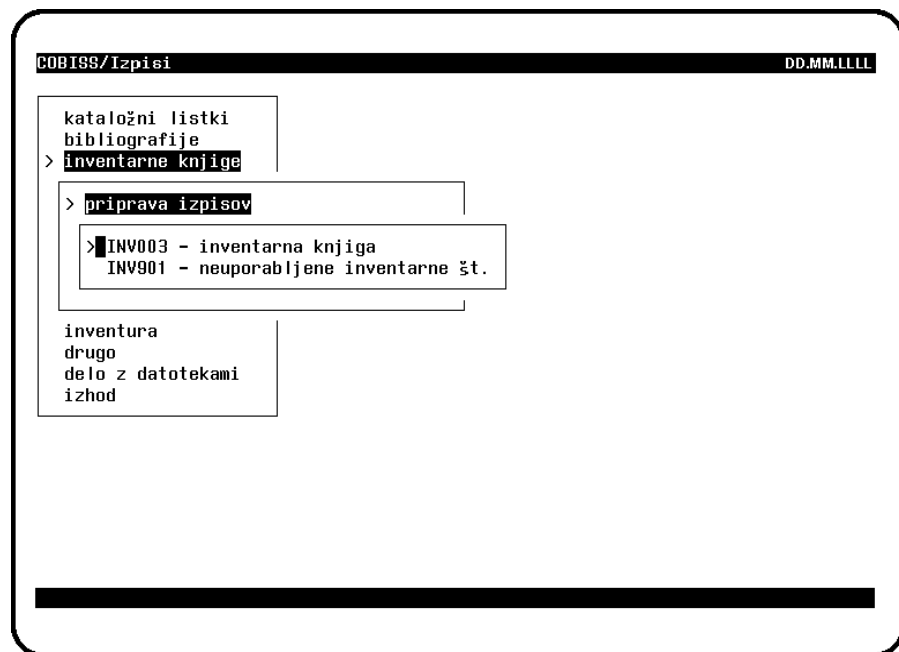 COBISS/Izpisi DD.MM.LLLL
kataložni listki
bibliografije
> inventarne knjige
> priprava izpisov
> INV003 - inventarna knjiga
INV901 - neuporabljene inventarne št.
inventura
drugo
delo z datotekami
izhod